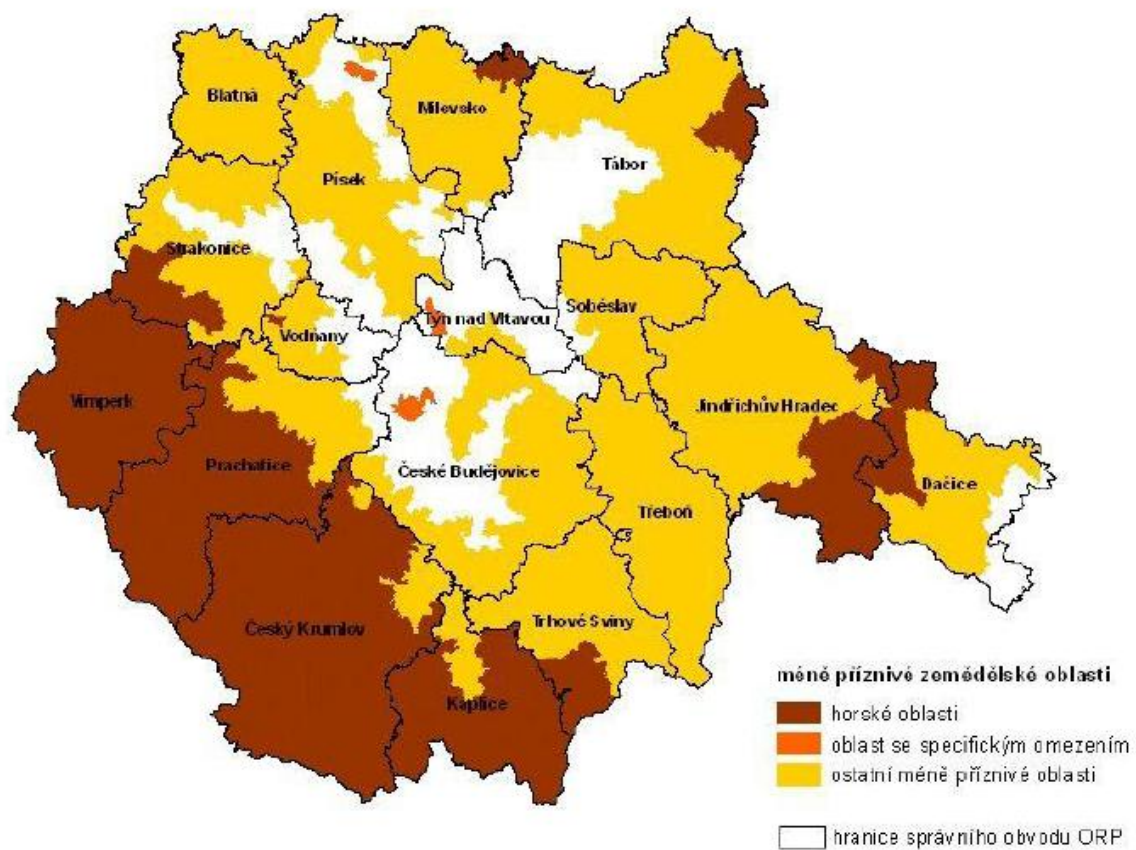 Blatná
Milevsko
Tábor
Písek
Strakonice
Soběslav
Týn nad Vltavou
Vodňany
Vimperk
Jindřichův Hradec
Prachatice
České Budějovice
Dačice
Třeboň
Trhové Sviny
Český Krumlov
Kaplice
méně příznivé zemědělské oblasti
horské oblasti
oblast se specifickým omezením
ostatní méně příznivé oblasti
hranice správního obvodu ORP